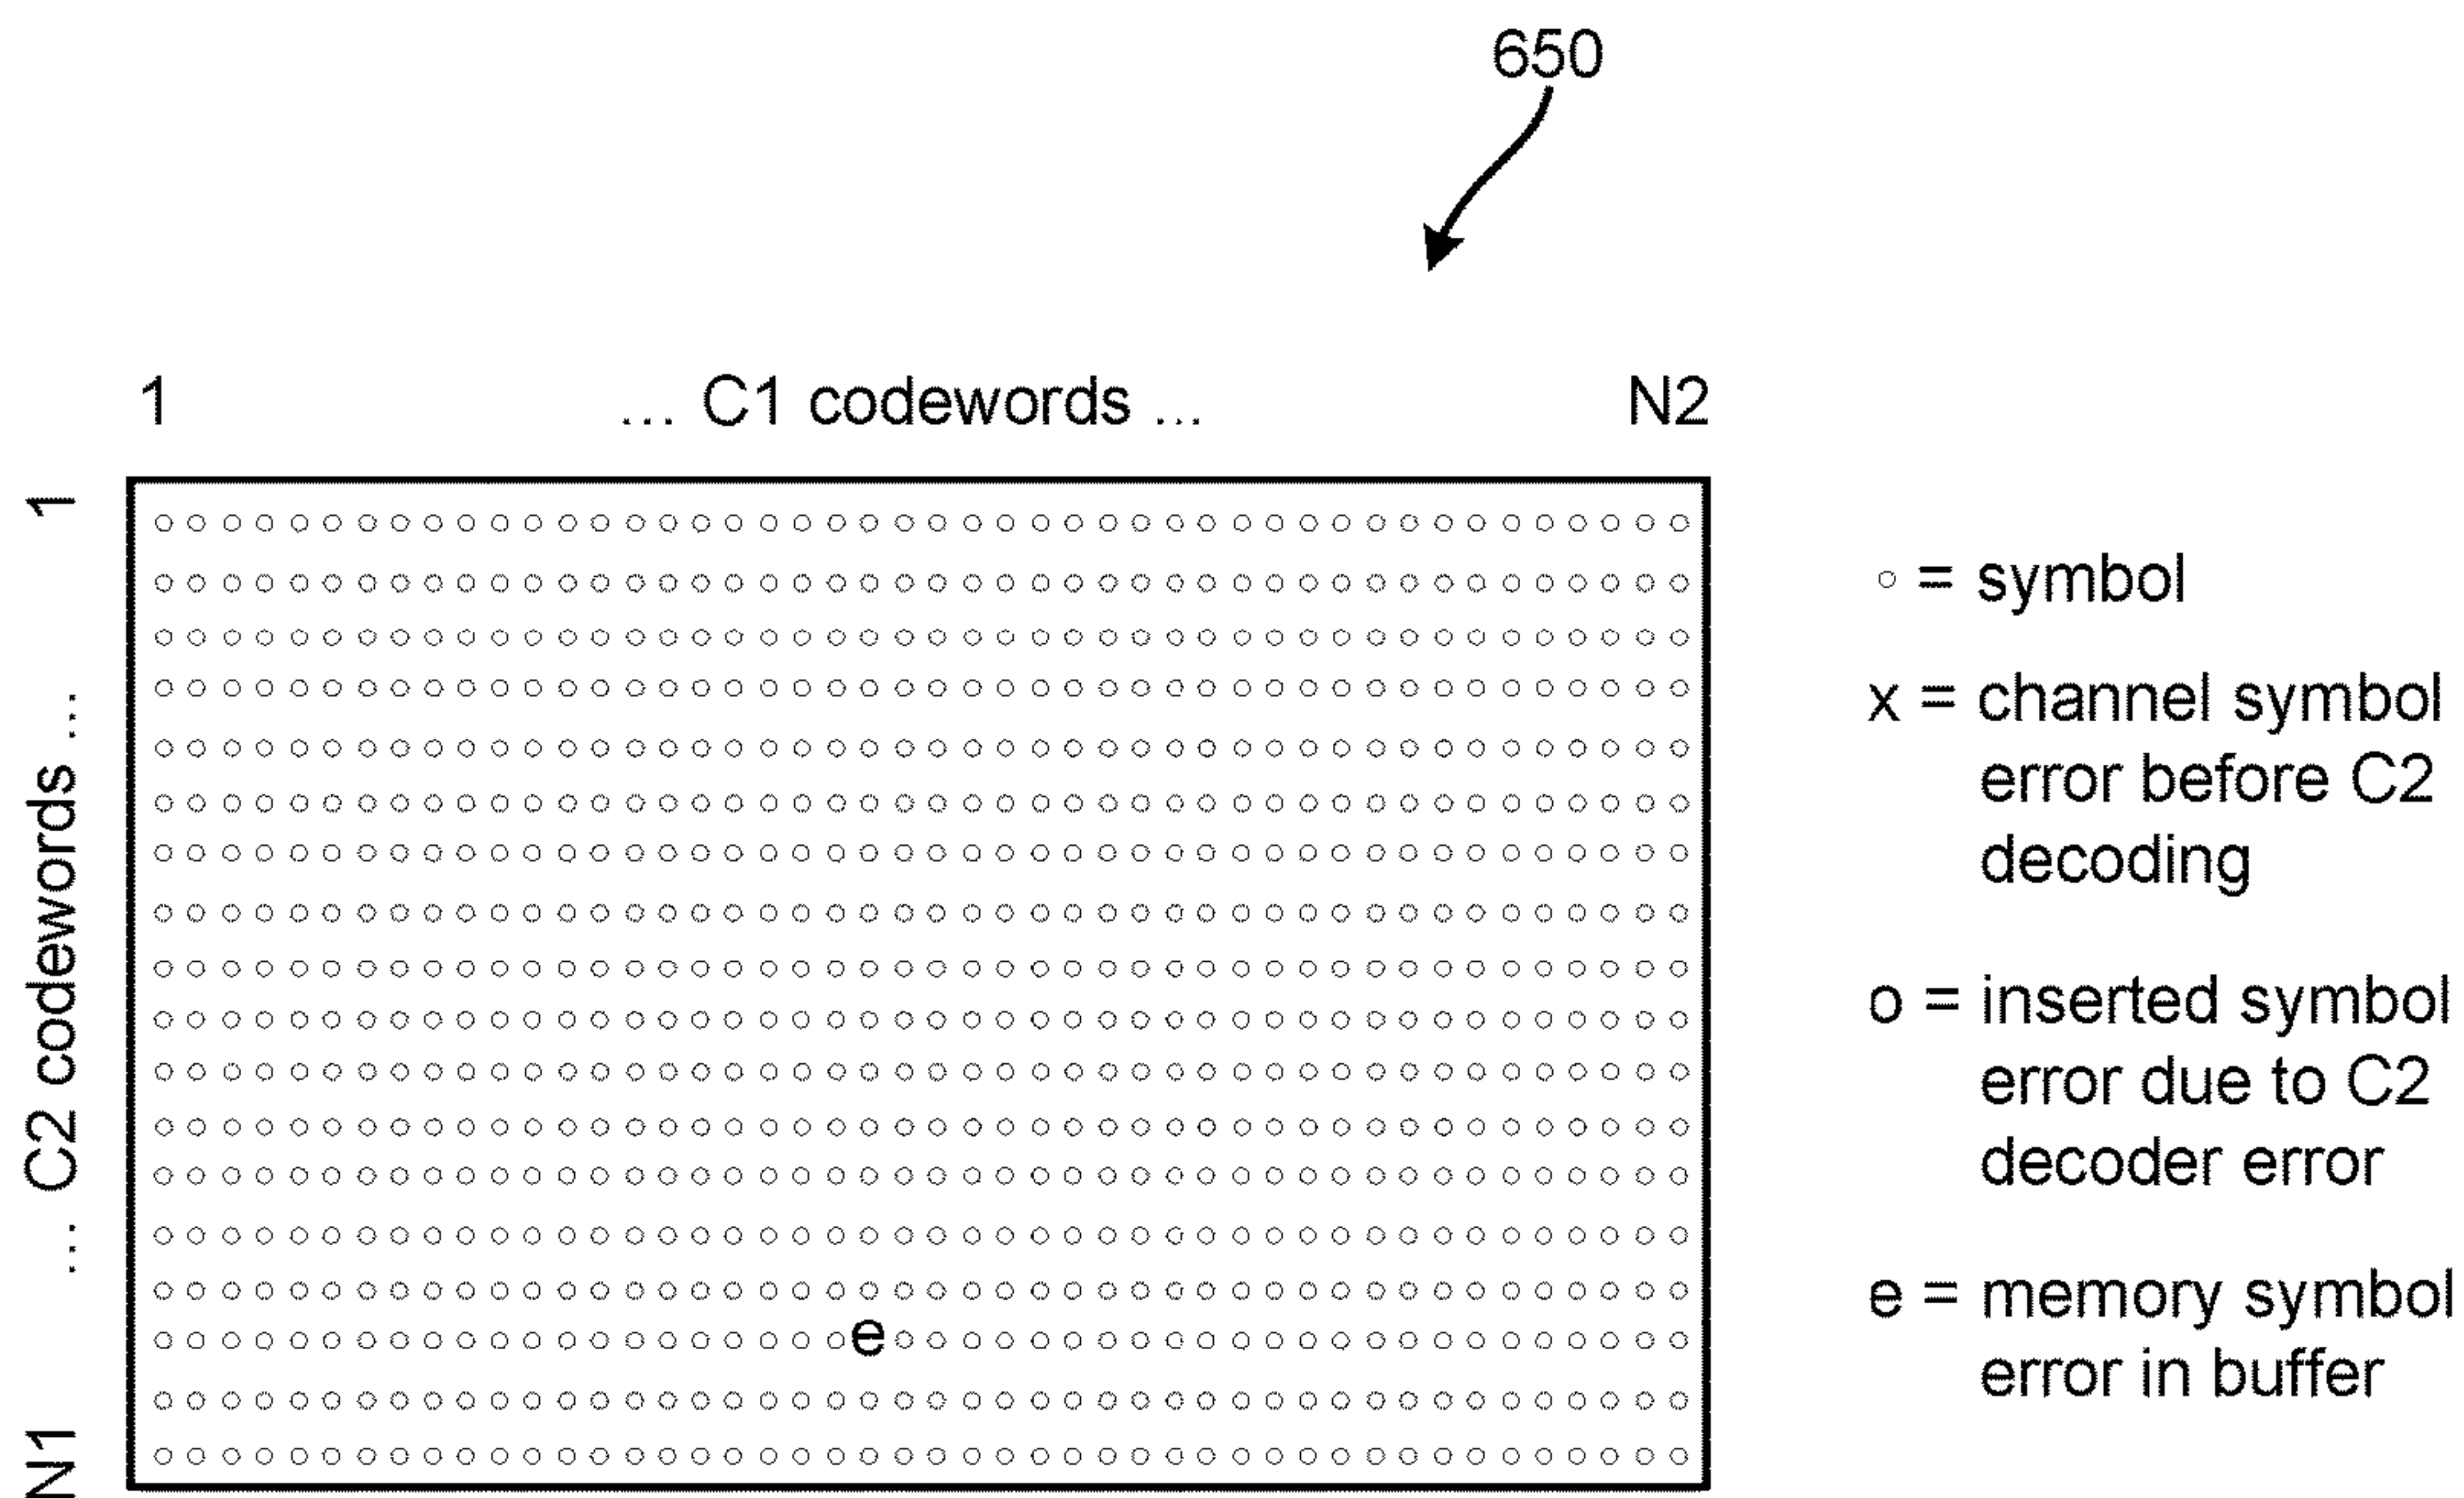 650
1 ... C1 codewords ... N2
1 ... C2 codewords ... N1
○ = symbol
x = channel symbol
error before C2
decoding
o = inserted symbol
error due to C2
decoder error
e = memory symbol
error in buffer
e